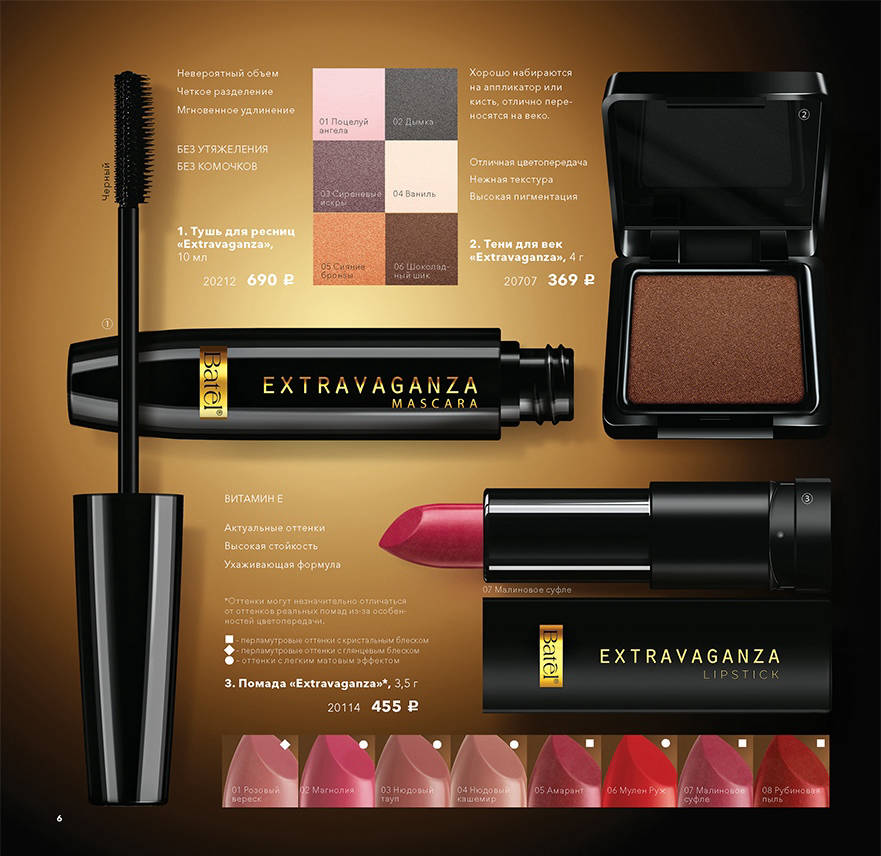 Невероятный объем
Четкое разделение
Мгновенное удлинение
БЕЗ УТЯЖЕЛЕНИЯ
БЕЗ КОМОЧКОВ
Черный
1. Тушь для ресниц
«Extravaganza»,
10 мл
20212 690 ₽
01 Поцелуй
ангела
02 Дымка
03 Сиреневые
искры
04 Ваниль
05 Сияние
бронзы
06 Шоколад-
ный шик
Хорошо набираются
на аппликатор или
кисть, отлично пере-
носятся на веко.
Отличная цветопередача
Нежная текстура
Высокая пигментация
2. Тени для век
«Extravaganza», 4 г
20707 369 ₽
2
1
Batel®
EXTRAVAGANZA
MASCARA
ВИТАМИН Е
Актуальные оттенки
Высокая стойкость
Ухаживающая формула
*Оттенки могут незначительно отличаться
от оттенков реальных помад из-за особен-
ностей цветопередачи.
- перламутровые оттенки с кристальным блеском
- перламутровые оттенки с глянцевым блеском
- оттенки с легким матовым эффектом
3. Помада «Extravaganza»*, 3,5 г
20114 455 ₽
3
07 Малиновое суфле
Batel®
EXTRAVAGANZA
LIPSTICK
01 Розовый
вереск
02 Магнолия
03 Нюдовый
тауп
04 Нюдовый
кашемир
05 Амарант
06 Мулен Руж
07 Малиновое
суфле
08 Рубиновая
пыль
6